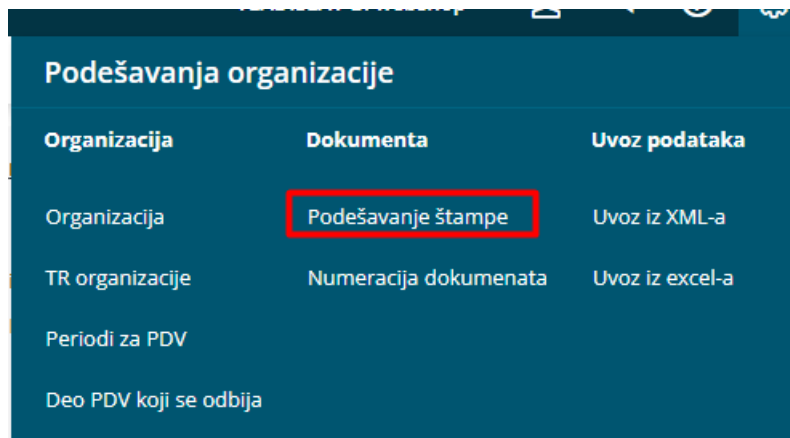 Podešavanja organizacije
Organizacija
Dokumenta
Uvoz podataka
Organizacija
Podešavanje štampe
Uvoz iz XML-a
TR organizacije
Numeracija dokumenata
Uvoz iz excel-a
Periodi za PDV
Deo PDV koji se odbija